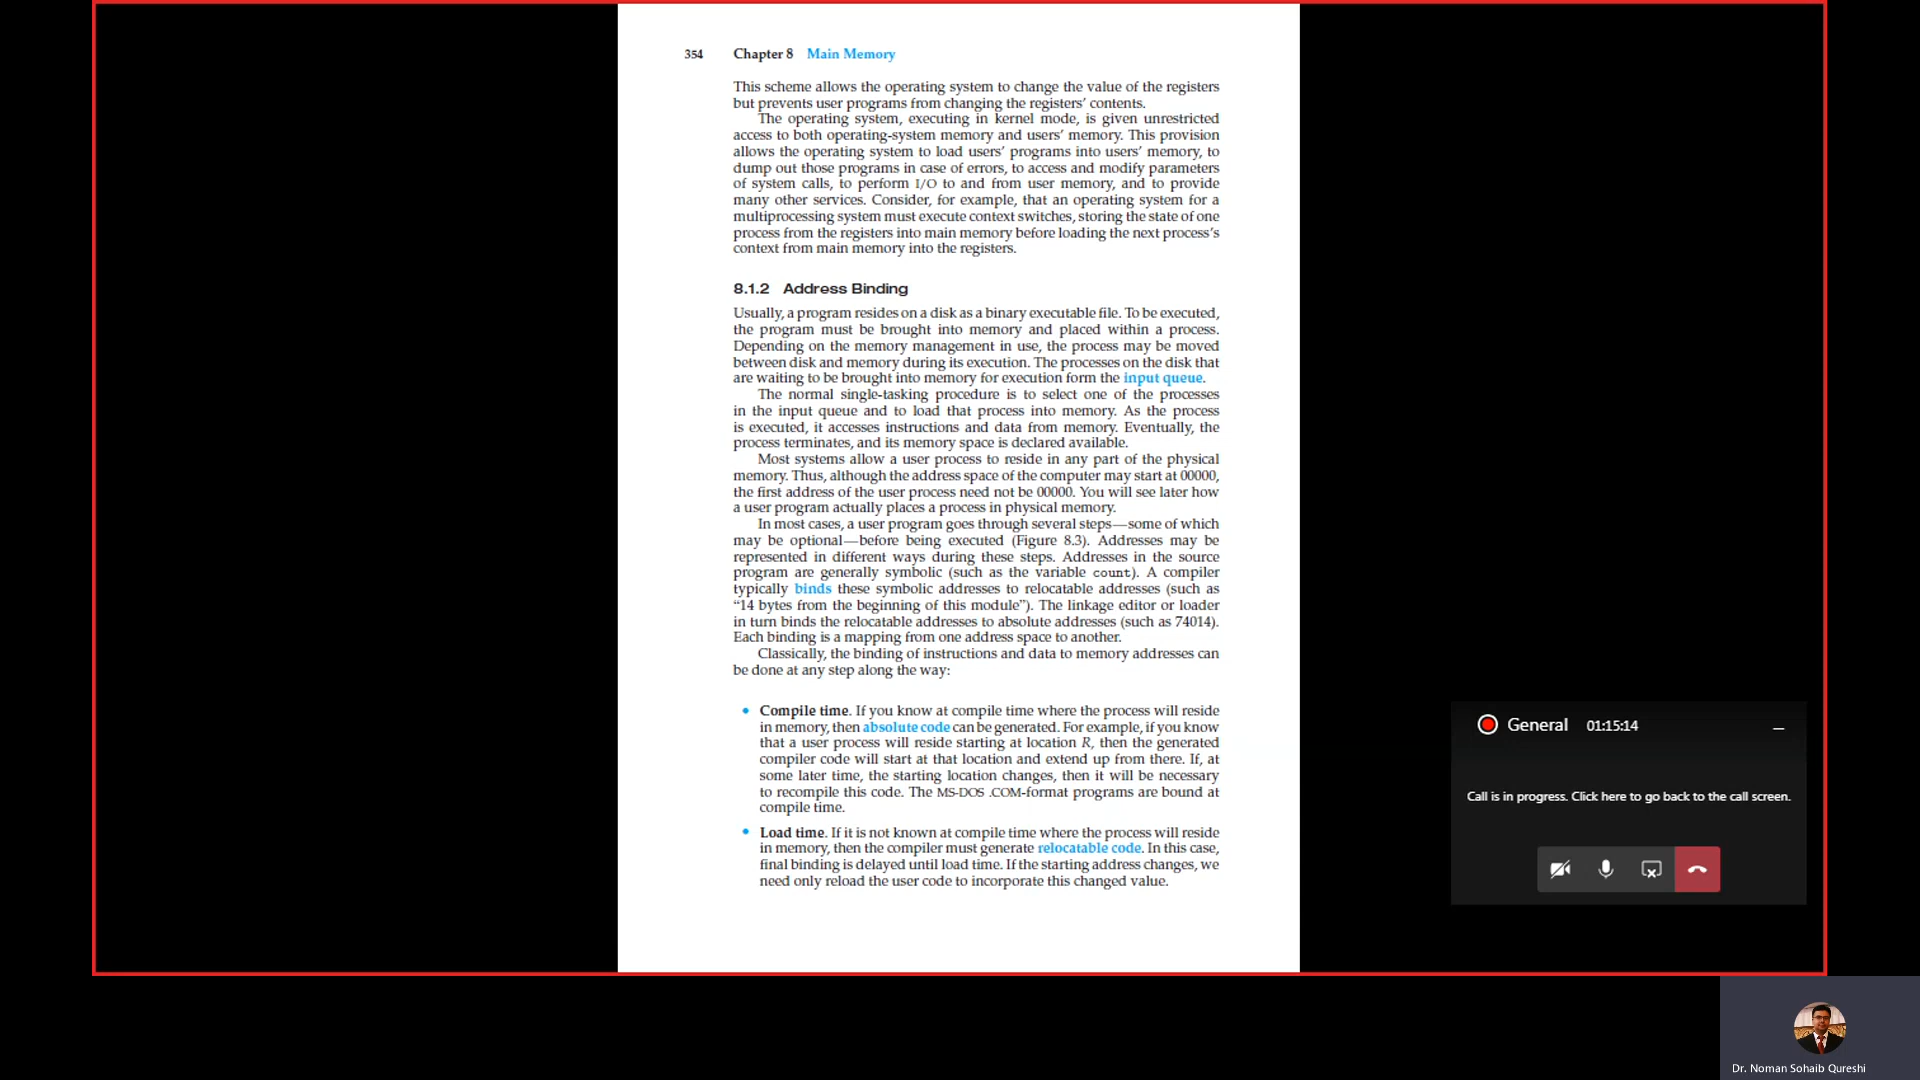 354 Chapter 8 Main Memory
This scheme allows the operating system to change the value of the registers
but prevents user programs from changing the registers' contents.
The operating system, executing in kernel mode, is given unrestricted
access to both operating-system memory and users' memory. This provision
allows the operating system to load users' programs into users' memory, to
dump out those programs in case of errors, to access and modify parameters
of system calls, to perform I/O to and from user memory, and to provide
many other services. Consider, for example, that an operating system for a
multiprocessing system must execute context switches, storing the state of one
process from the registers into main memory before loading the next process's
context from main memory into the registers.
8.1.2 Address Binding
Usually, a program resides on a disk as a binary executable file. To be executed,
the program must be brought into memory and placed within a process.
Depending on the memory management in use, the process may be moved
between disk and memory during its execution. The processes on the disk that
are waiting to be brought into memory for execution form the input queue.
The normal single-tasking procedure is to select one of the processes
in the input queue and to load that process into memory. As the process
is executed, it accesses instructions and data from memory. Eventually, the
process terminates, and its memory space is declared available.
Most systems allow a user process to reside in any part of the physical
memory. Thus, although the address space of the computer may start at 00000,
the first address of the user process need not be 00000. You will see later how
a user program actually places a process in physical memory.
In most cases, a user program goes through several steps—some of which
may be optional—before being executed (Figure 8.3). Addresses may be
represented in different ways during these steps. Addresses in the source
program are generally symbolic (such as the variable count). A compiler
typically binds these symbolic addresses to relocatable addresses (such as
“14 bytes from the beginning of this module”). The linkage editor or loader
in turn binds the relocatable addresses to absolute addresses (such as 74014).
Each binding is a mapping from one address space to another.
Classically, the binding of instructions and data to memory addresses can
be done at any step along the way:
• Compile time. If you know at compile time where the process will reside
in memory, then absolute code can be generated. For example, if you know
that a user process will reside starting at location R, then the generated
compiler code will start at that location and extend up from there. If, at
some later time, the starting location changes, then it will be necessary
to recompile this code. The MS-DOS .COM-format programs are bound at
compile time.
• Load time. If it is not known at compile time where the process will reside
in memory, then the compiler must generate relocatable code. In this case,
final binding is delayed until load time. If the starting address changes, we
need only reload the user code to incorporate this changed value.
General 01:15:14
Call is in progress. Click here to go back to the call screen.
Dr. Noman Sohaib Qureshi